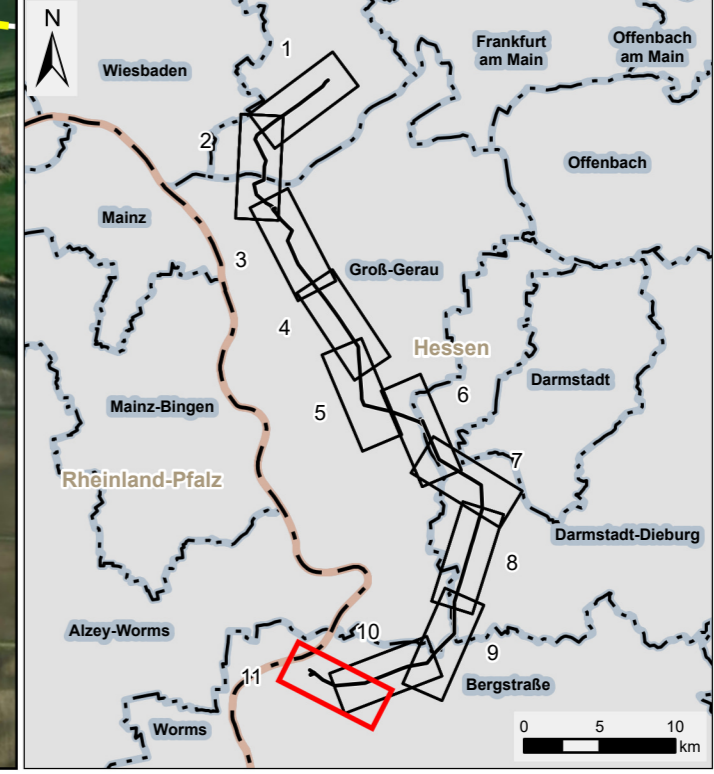 N
1
Wiesbaden
Frankfurt
am Main
Offenbach
am Main
2
Offenbach
Mainz
3
Groß-Gerau
4
Hessen
Darmstadt
Mainz-Bingen
5
6
Rheinland-Pfalz
7
Darmstadt-Dieburg
8
Alzey-Worms
10
9
11
Bergstraße
Worms
0 5 10
km